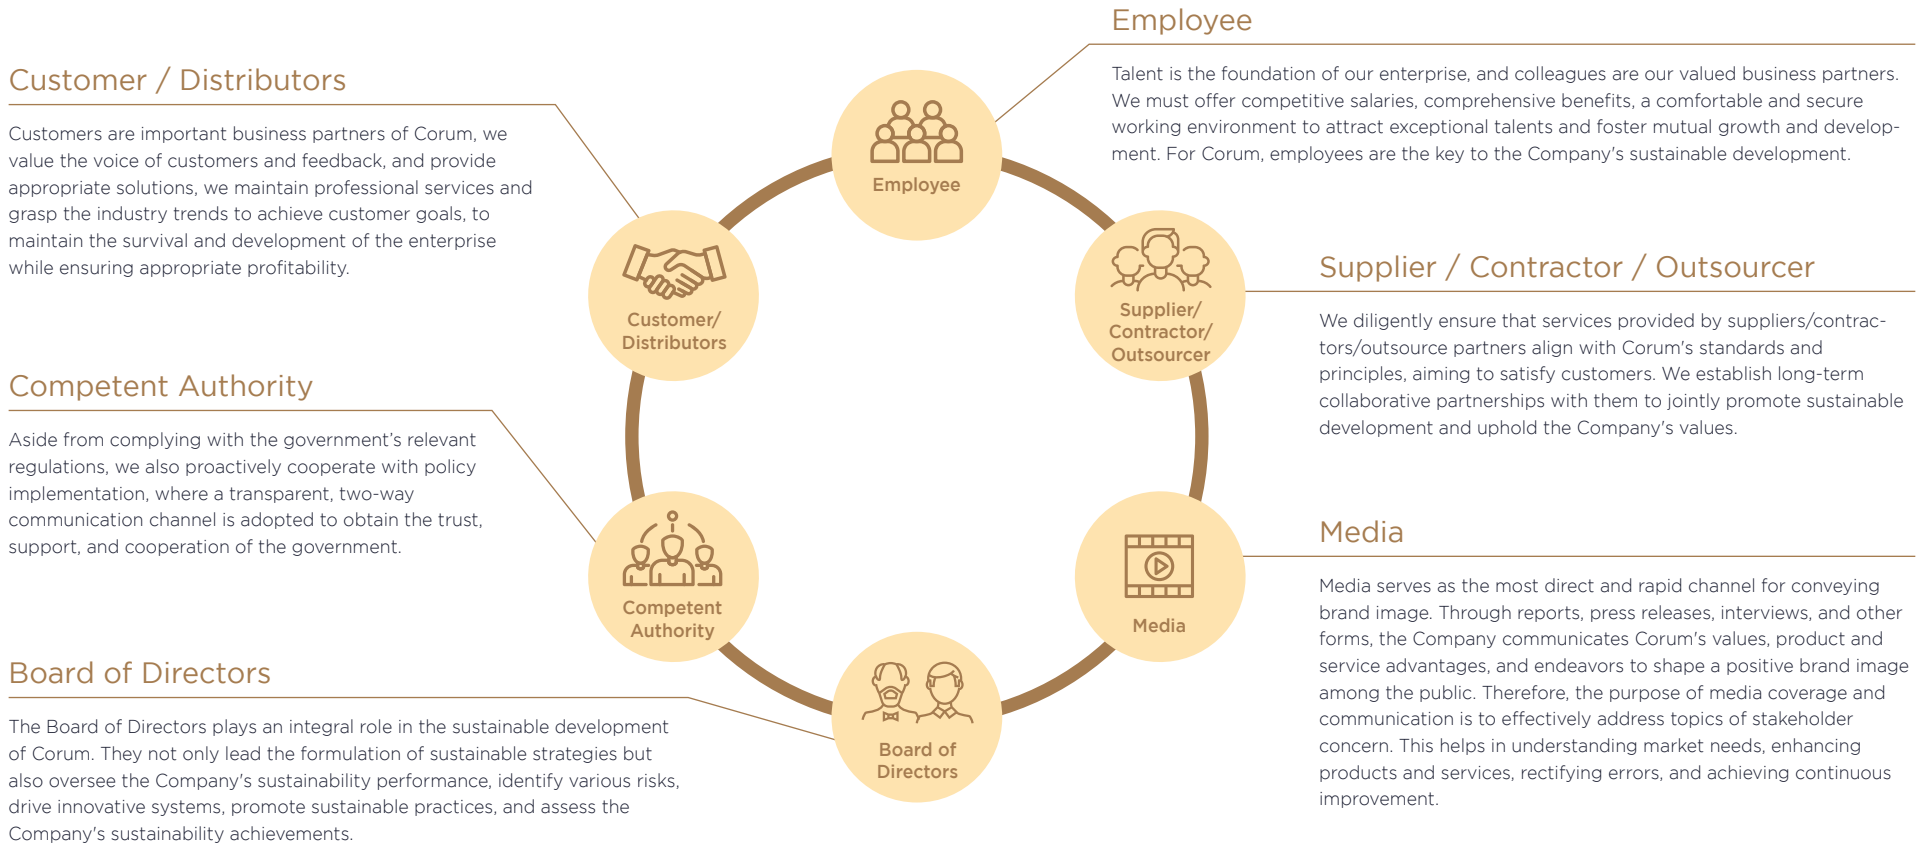 Employee
Talent is the foundation of our enterprise, and colleagues are our valued business partners.
We must offer competitive salaries, comprehensive benefits, a comfortable and secure
working environment to attract exceptional talents and foster mutual growth and develop-
ment. For Corum, employees are the key to the Company's sustainable development.
Customer / Distributors
Customers are important business partners of Corum, we
value the voice of customers and feedback, and provide
appropriate solutions, we maintain professional services and
grasp the industry trends to achieve customer goals, to
maintain the survival and development of the enterprise
while ensuring appropriate profitability.
Employee
Supplier / Contractor / Outsourcer
We diligently ensure that services provided by suppliers/contrac-
tors/outsource partners align with Corum's standards and
principles, aiming to satisfy customers. We establish long-term
collaborative partnerships with them to jointly promote sustainable
development and uphold the Company's values.
Customer/
Distributors
Supplier/
Contractor/
Outsourcer
Competent Authority
Aside from complying with the government’s relevant
regulations, we also proactively cooperate with policy
implementation, where a transparent, two-way
communication channel is adopted to obtain the trust,
support, and cooperation of the government.
Media
Media serves as the most direct and rapid channel for conveying
brand image. Through reports, press releases, interviews, and other
forms, the Company communicates Corum's values, product and
service advantages, and endeavors to shape a positive brand image
among the public. Therefore, the purpose of media coverage and
communication is to effectively address topics of stakeholder
concern. This helps in understanding market needs, enhancing
products and services, rectifying errors, and achieving continuous
improvement.
Competent
Authority
Media
Board of Directors
The Board of Directors plays an integral role in the sustainable development
of Corum. They not only lead the formulation of sustainable strategies but
also oversee the Company's sustainability performance, identify various risks,
drive innovative systems, promote sustainable practices, and assess the
Company's sustainability achievements.
Board of
Directors